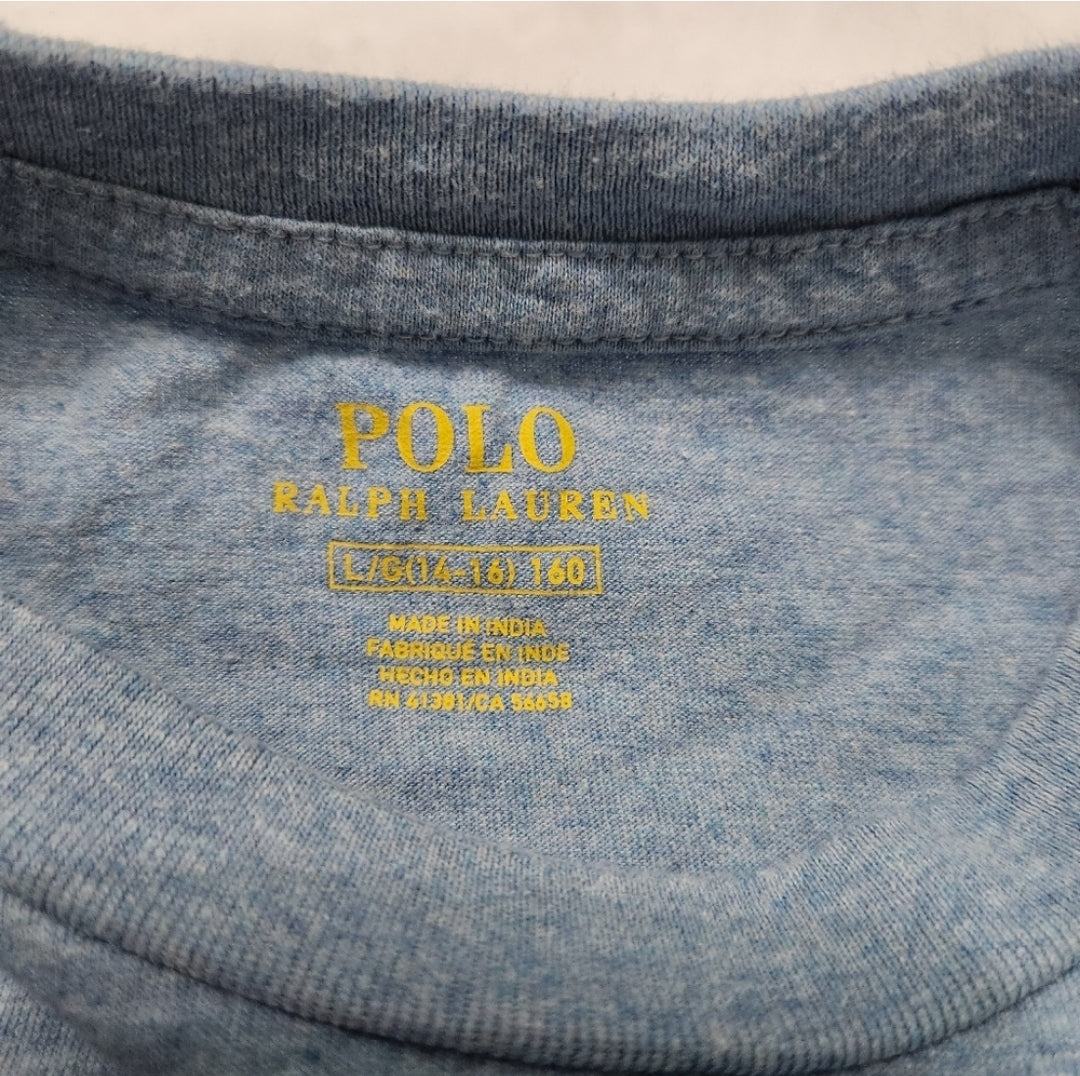 POLO
RALPH LAUREN
L/G(14-16) 160
MADE IN INDIA
FABRIQUÉ EN INDE
HECHO EN INDIA
RN 41381/CA 56658